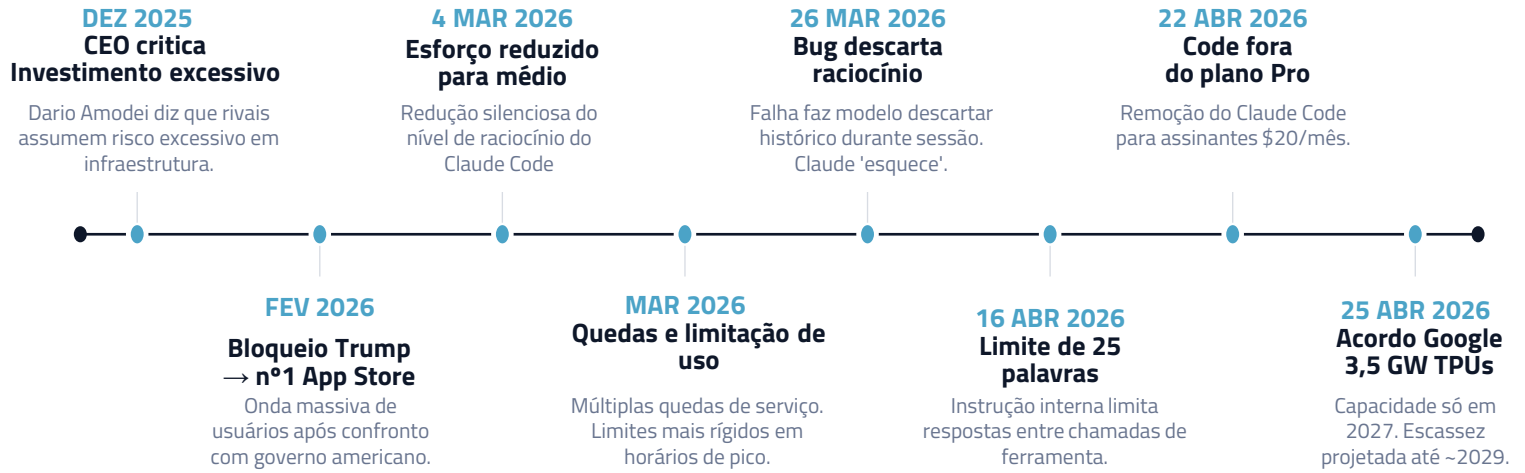 DEZ 2025
CEO critica
Investimento excessivo
Dario Amodei diz que rivais
assumem risco excessivo em
infraestrutura.
4 MAR 2026
Esforço reduzido
para médio
Redução silenciosa do
nível de raciocínio do
Claude Code
26 MAR 2026
Bug descarta
raciocínio
Falha faz modelo descartar
histórico durante sessão.
Claude 'esquece'.
22 ABR 2026
Code fora
do plano Pro
Remoção do Claude Code
para assinantes $20/mês.
FEV 2026
Bloqueio Trump
→ nº1 App Store
Onda massiva de
usuários após confronto
com governo americano.
MAR 2026
Quedas e limitação de
uso
Múltiplas quedas de serviço.
Limites mais rígidos em
horários de pico.
16 ABR 2026
Limite de 25
palavras
Instrução interna limita
respostas entre chamadas de
ferramenta.
25 ABR 2026
Acordo Google
3,5 GW TPUs
Capacidade só em
2027. Escassez
projetada até ~2029.